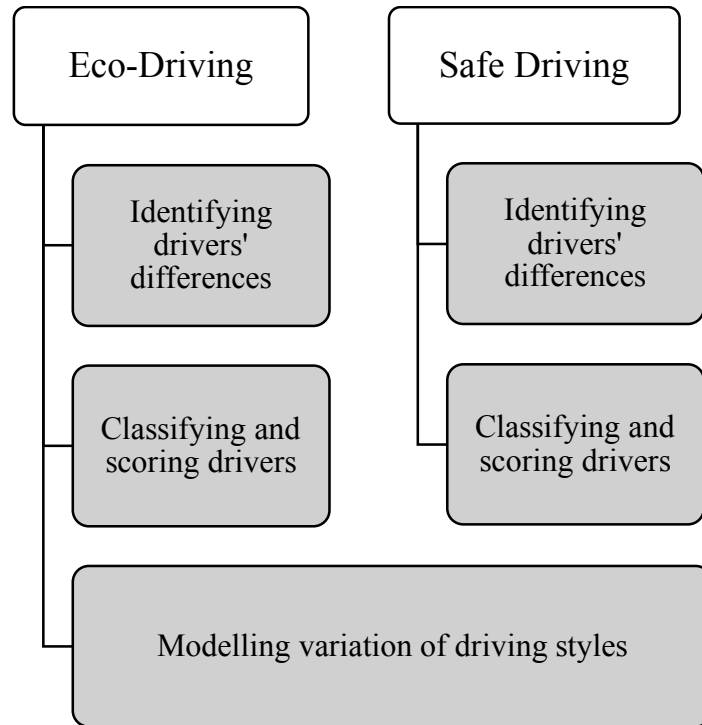 Eco-Driving
Safe Driving
Identifying
drivers'
differences
Identifying
drivers'
differences
Classifying and
scoring drivers
Classifying and
scoring drivers
Modelling variation of driving styles